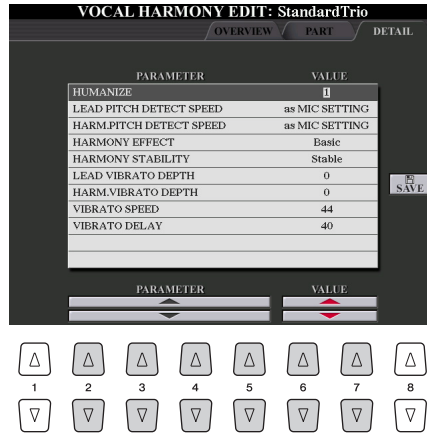 VOCAL HARMONY EDIT: StandardTrio
OVERVIEW PART DETAIL
PARAMETER VALUE
HUMANIZE 1
LEAD PITCH DETECT SPEED as MIC SETTING
HARM.PITCH DETECT SPEED as MIC SETTING
HARMONY EFFECT Basic
HARMONY STABILITY Stable
LEAD VIBRATO DEPTH 0
HARM.VIBRATO DEPTH 0
SAVE
VIBRATO SPEED 44
VIBRATO DELAY 40
PARAMETER VALUE
1 2 3 4 5 6 7 8